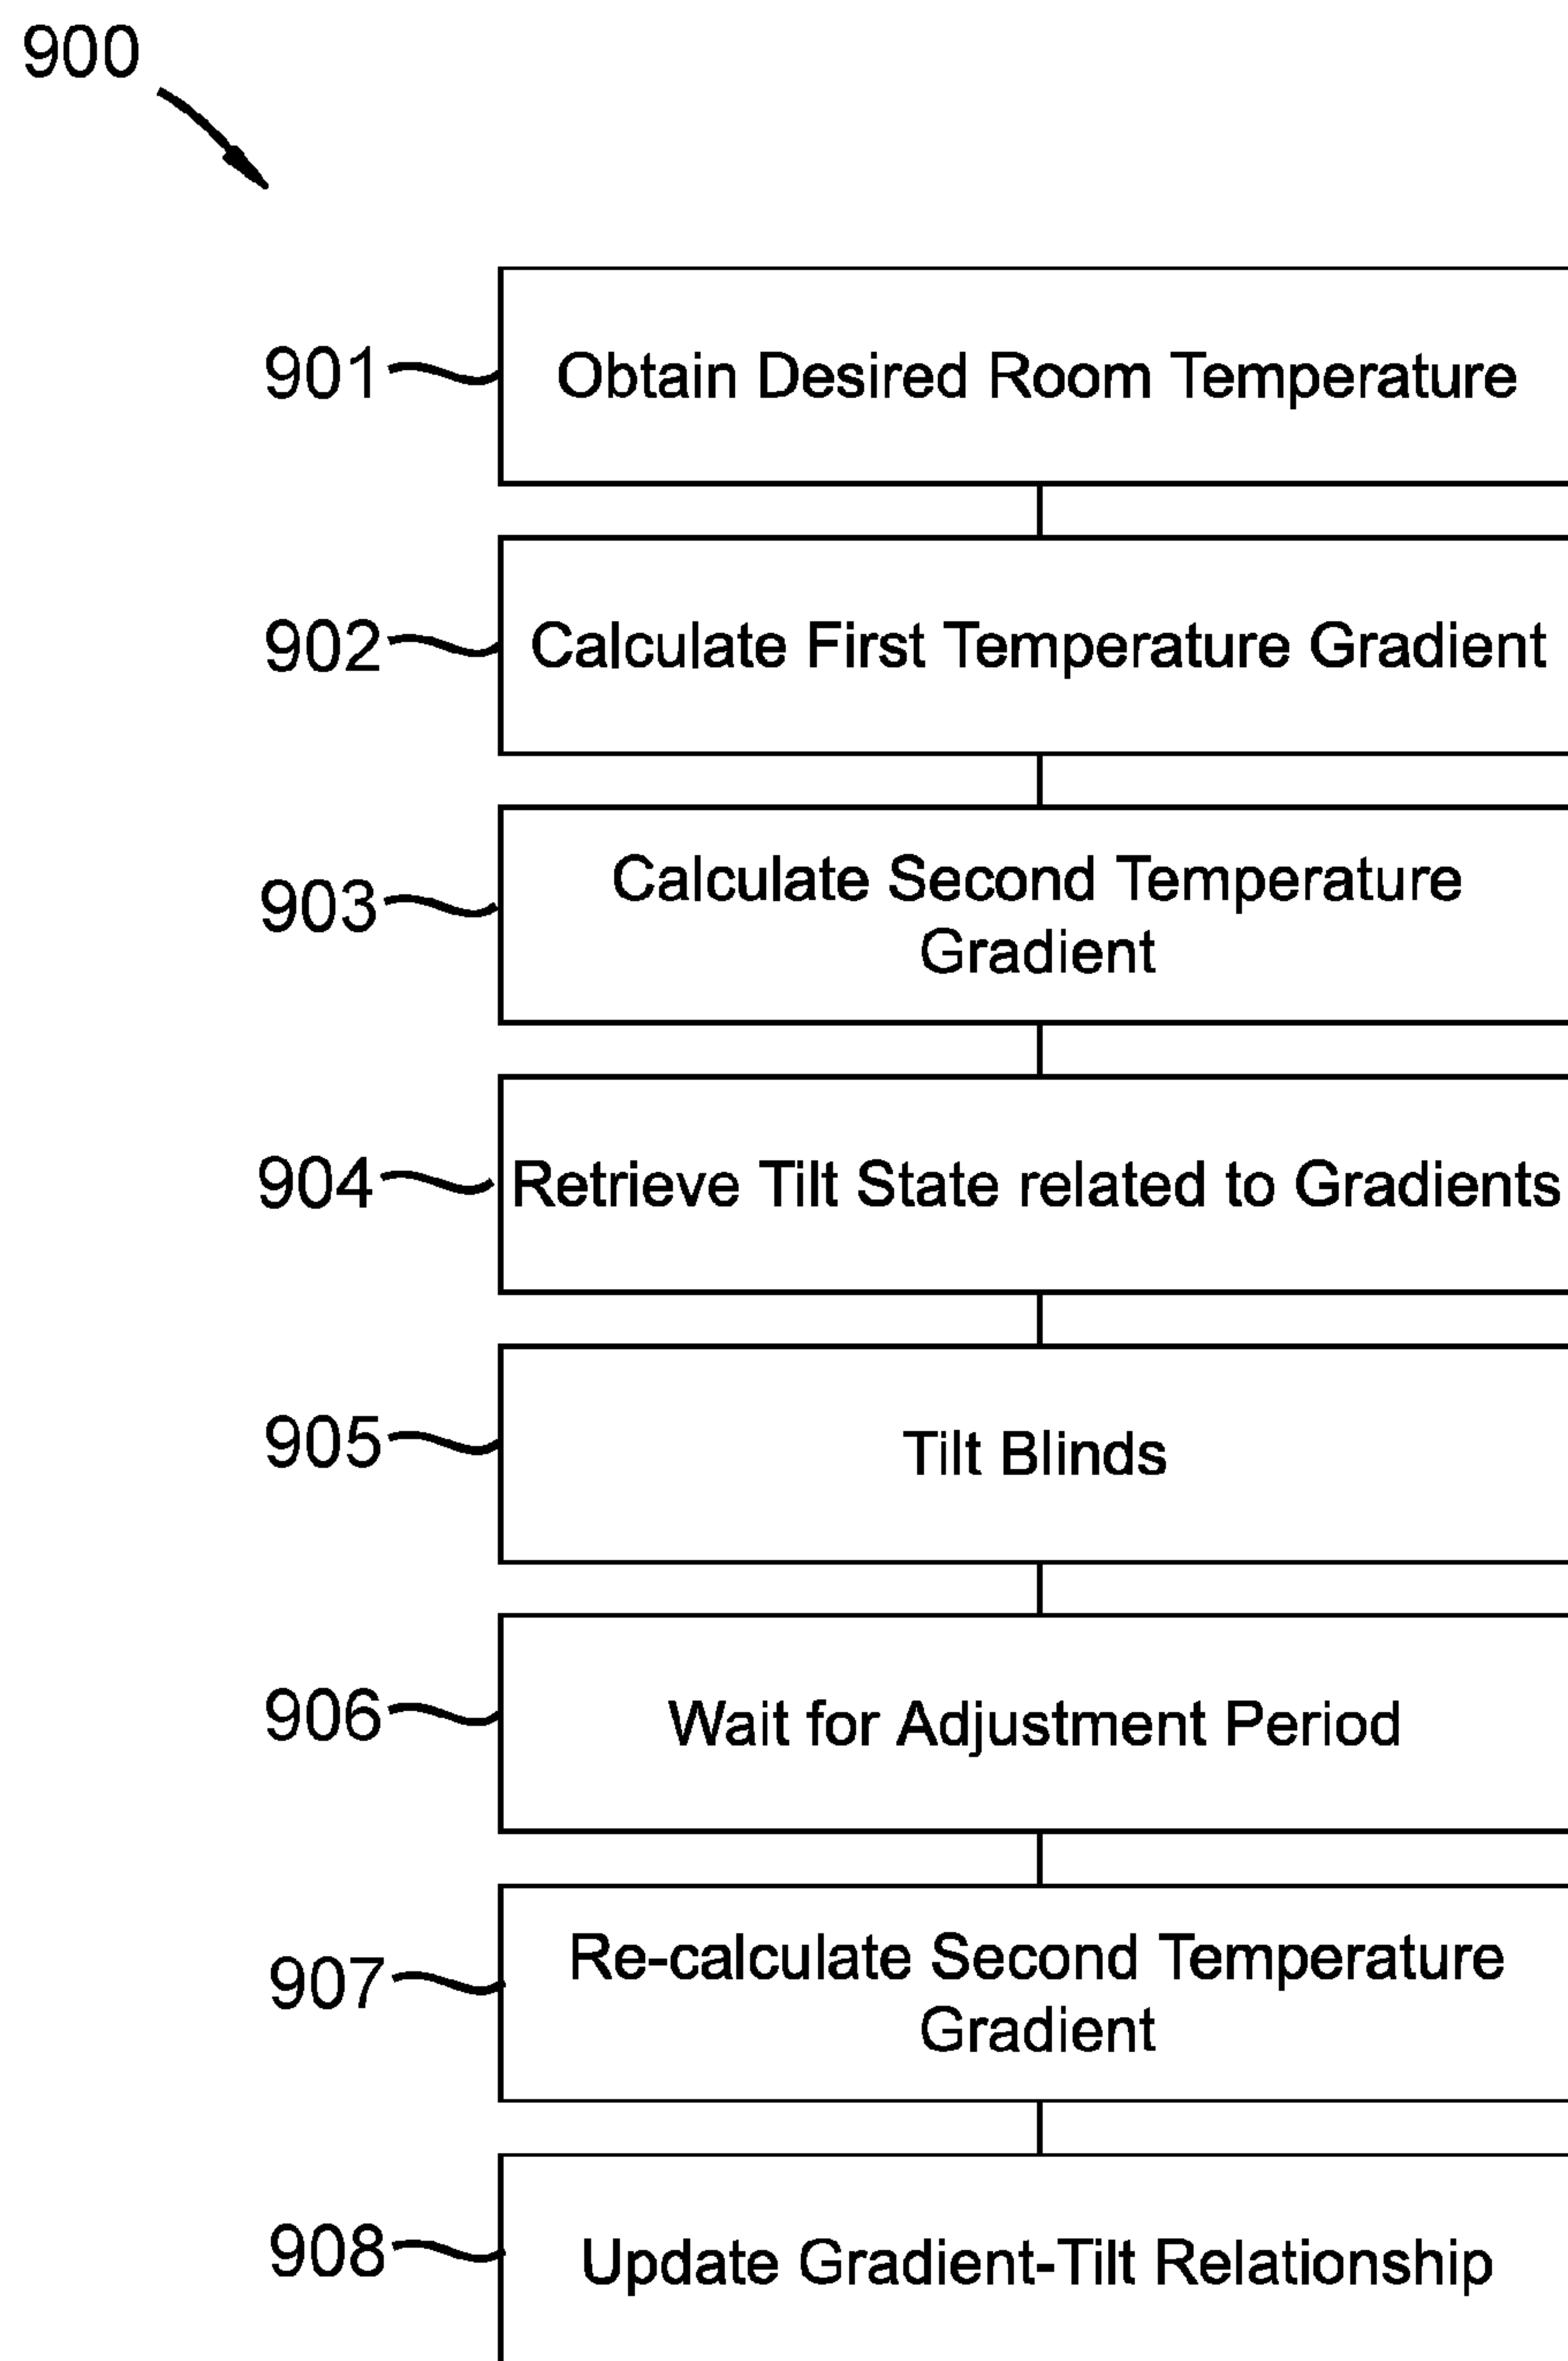 900
901
Obtain Desired Room Temperature
902
Calculate First Temperature Gradient
903
Calculate Second Temperature
Gradient
904
Retrieve Tilt State related to Gradients
905
Tilt Blinds
906
Wait for Adjustment Period
907
Re-calculate Second Temperature
Gradient
908
Update Gradient-Tilt Relationship